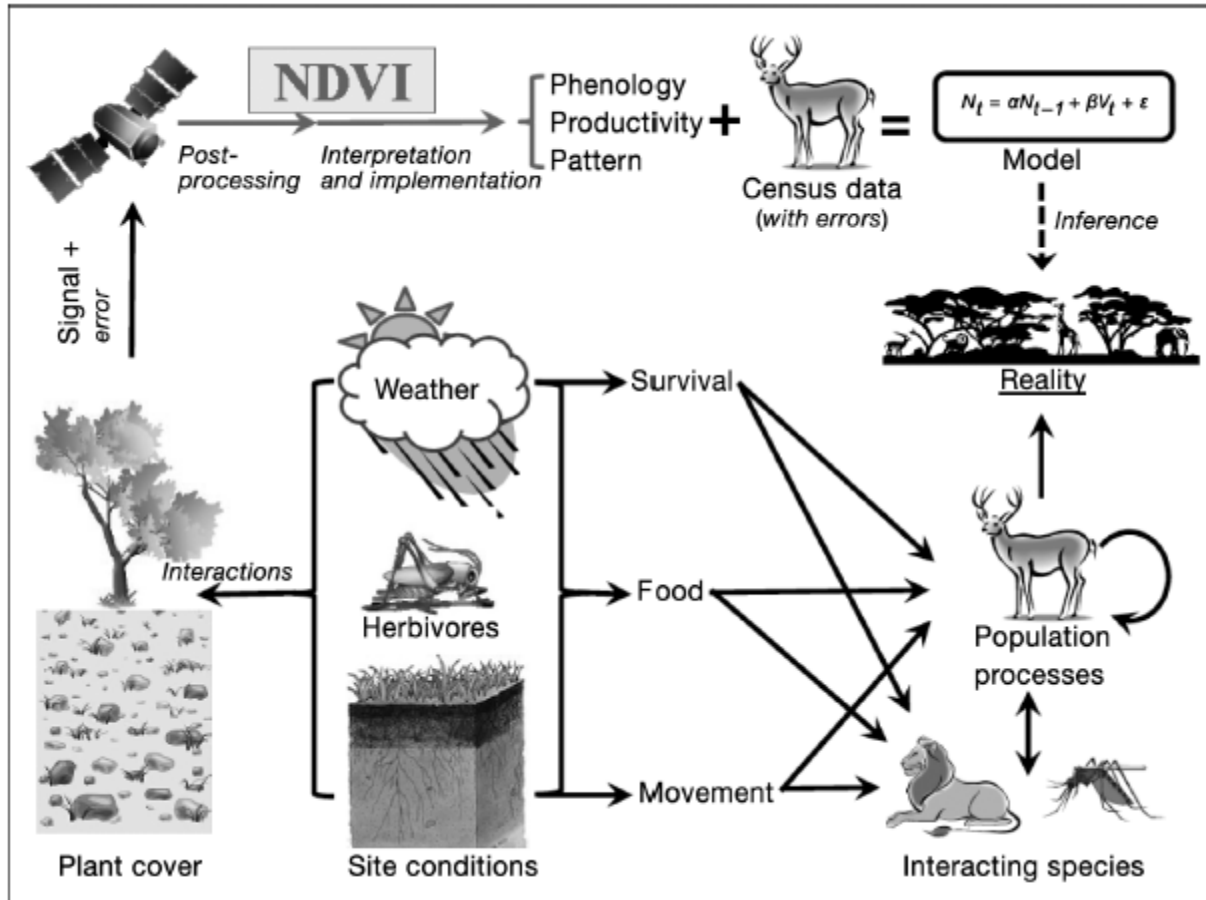 NDVI
Post-
processing
Interpretation
and implementation
Phenology
Productivity
Pattern
+
Census data
(with errors)
=
Nt = αNt−1 + βVt + ε
Model
Inference
Reality
Signal +
error
Weather
Survival
Interactions
Herbivores
Food
Population
processes
Movement
Plant cover
Site conditions
Interacting species